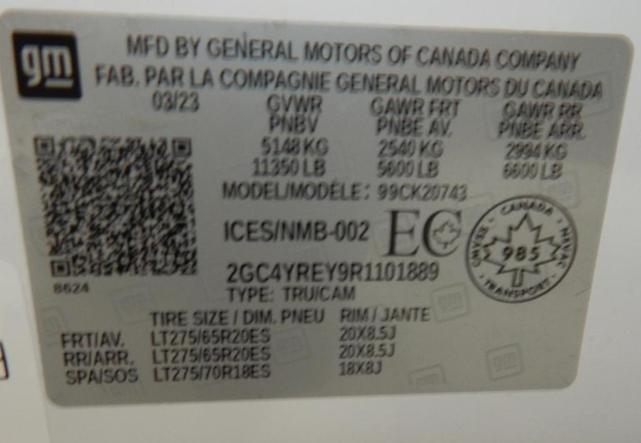 gm
MFD BY GENERAL MOTORS OF CANADA COMPANY
FAB. PAR LA COMPAGNIE GENERAL MOTORS DU CANADA
03/23 GVWR GAWR FRT GAWR RR
PNBV PNBE AV. PNBE ARR.
5148 KG 2540 KG 2994 KG
11350 LB 5600 LB 6600 LB
MODEL/MODÈLE: 99CK20743
ICES/NMB-002 EC
CANADA
985
TRANSPORT
2GC4YREY9R1101889
8624
TYPE: TRU/CAM
TIRE SIZE / DIM. PNEU RIM / JANTE
FRT/AV. LT275/65R20ES 20X8.5J
RR/ARR. LT275/65R20ES 20X8.5J
SPA/SOS LT275/70R18ES 18X8J